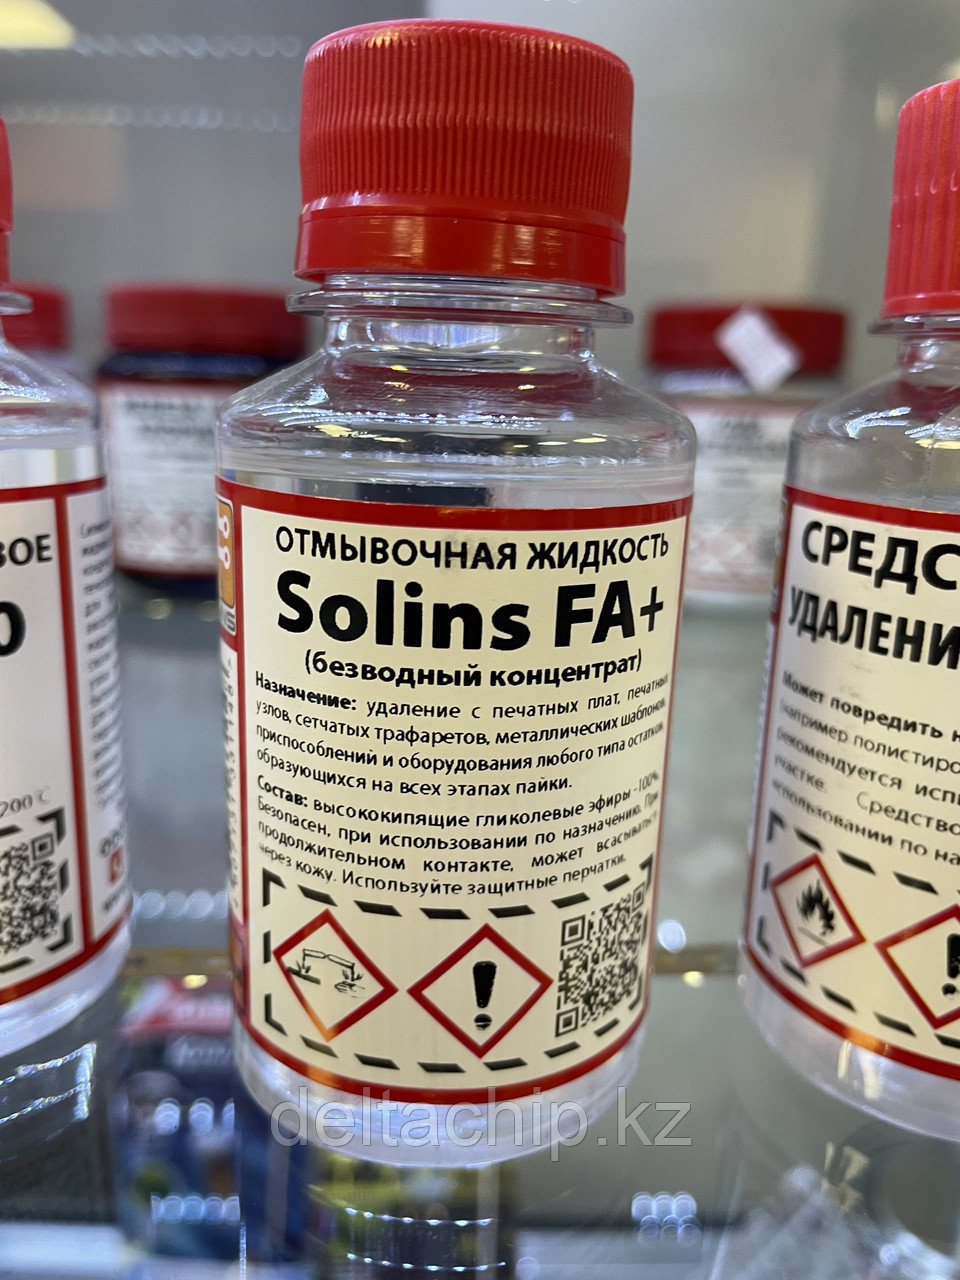 ОТМЫВОЧНАЯ ЖИДКОСТЬ
Solins FA+
(безводный концентрат)
Назначение: удаление с печатных плат, печатных
узлов, сетчатых трафаретов, металлических шаблонов,
приспособлений и оборудования любого типа остатков,
образующихся на всех этапах пайки.
Состав: высококипящие гликолевые эфиры -100%
Безопасен, при использовании по назначению. При
продолжительном контакте, может всасываться
через кожу. Используйте защитные перчатки.
ВОЕ
0
200°C
СРЕДС
УДАЛЕНИ
Может повредить н
например полистиро
рекомендуется исп
участке. Средство
использовании по на
deltachip.kz